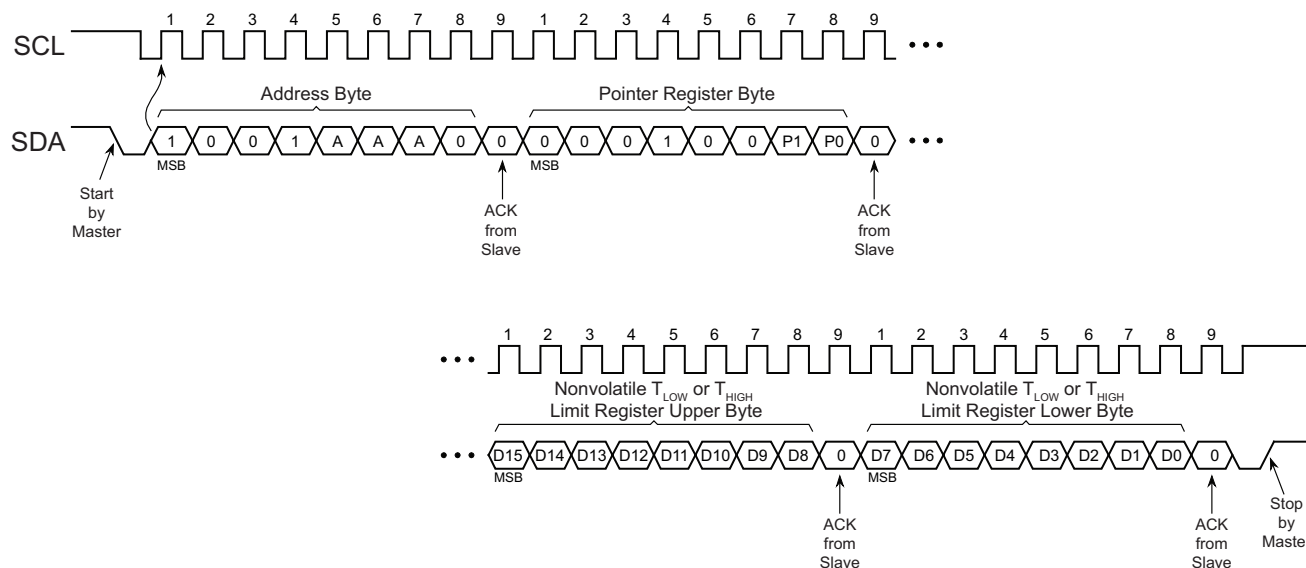 1 2 3 4 5 6 7 8 9 1 2 3 4 5 6 7 8 9
SCL
Address Byte Pointer Register Byte
SDA 1 0 0 1 A A A 0 0 0 0 0 1 0 0 P1 P0 0
MSB MSB
Start
by
Master
ACK
from
Slave
ACK
from
Slave
1 2 3 4 5 6 7 8 9 1 2 3 4 5 6 7 8 9
Nonvolatile TLOW or THIGH
Limit Register Upper Byte
Nonvolatile TLOW or THIGH
Limit Register Lower Byte
D15 D14 D13 D12 D11 D10 D9 D8 0 D7 D6 D5 D4 D3 D2 D1 D0 0
MSB MSB
ACK
from
Slave
ACK
from
Slave
Stop
by
Maste